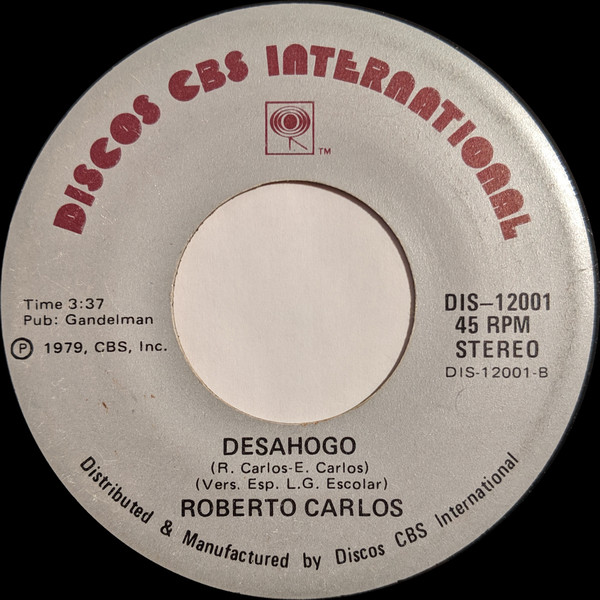 DISCOS CBS INTERNATIONAL
TM
Time 3:37
Pub: Gandelman
Ⓟ 1979, CBS, Inc.
DIS—12001
45 RPM
STEREO
DIS-12001-B
DESAHOGO
(R. Carlos-E. Carlos)
(Vers. Esp. L.G. Escolar)
ROBERTO CARLOS
Distributed & Manufactured by Discos CBS International